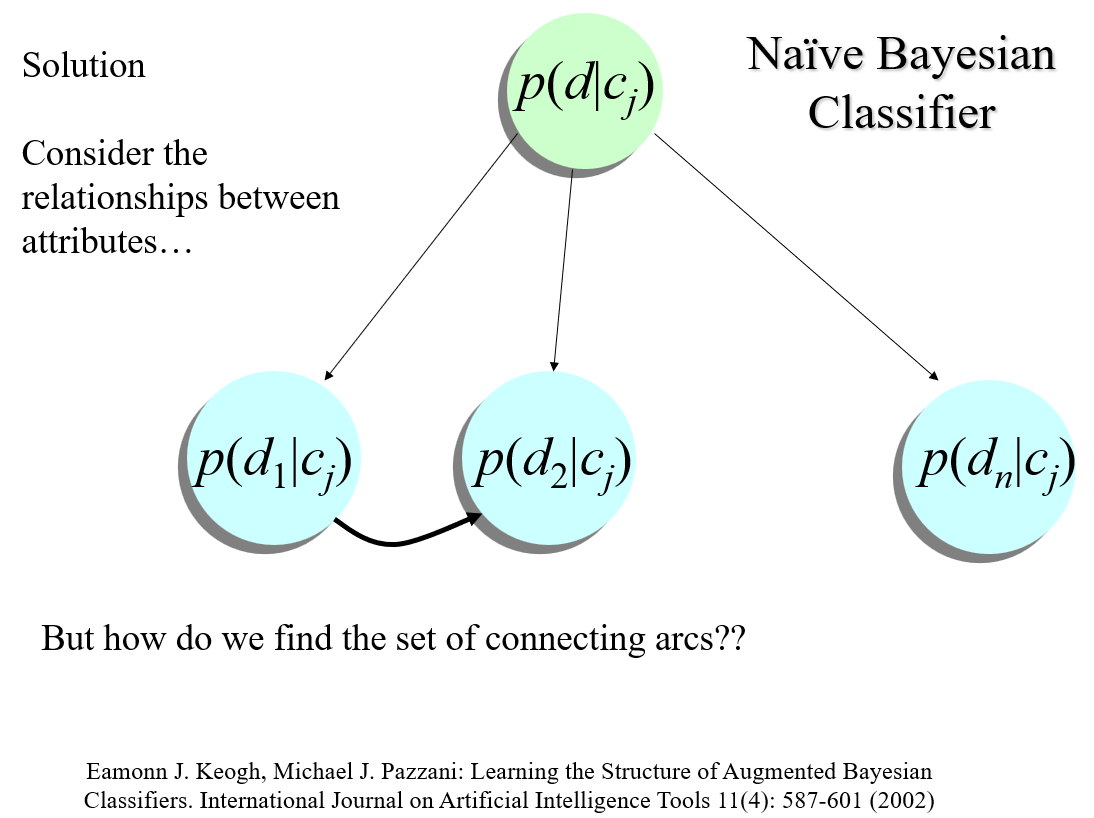 Solution
Naïve Bayesian
Classifier
p(d|cj)
Consider the
relationships between
attributes…
p(d1|cj)
p(d2|cj)
p(dn|cj)
But how do we find the set of connecting arcs??
Eamonn J. Keogh, Michael J. Pazzani: Learning the Structure of Augmented Bayesian
Classifiers. International Journal on Artificial Intelligence Tools 11(4): 587-601 (2002)